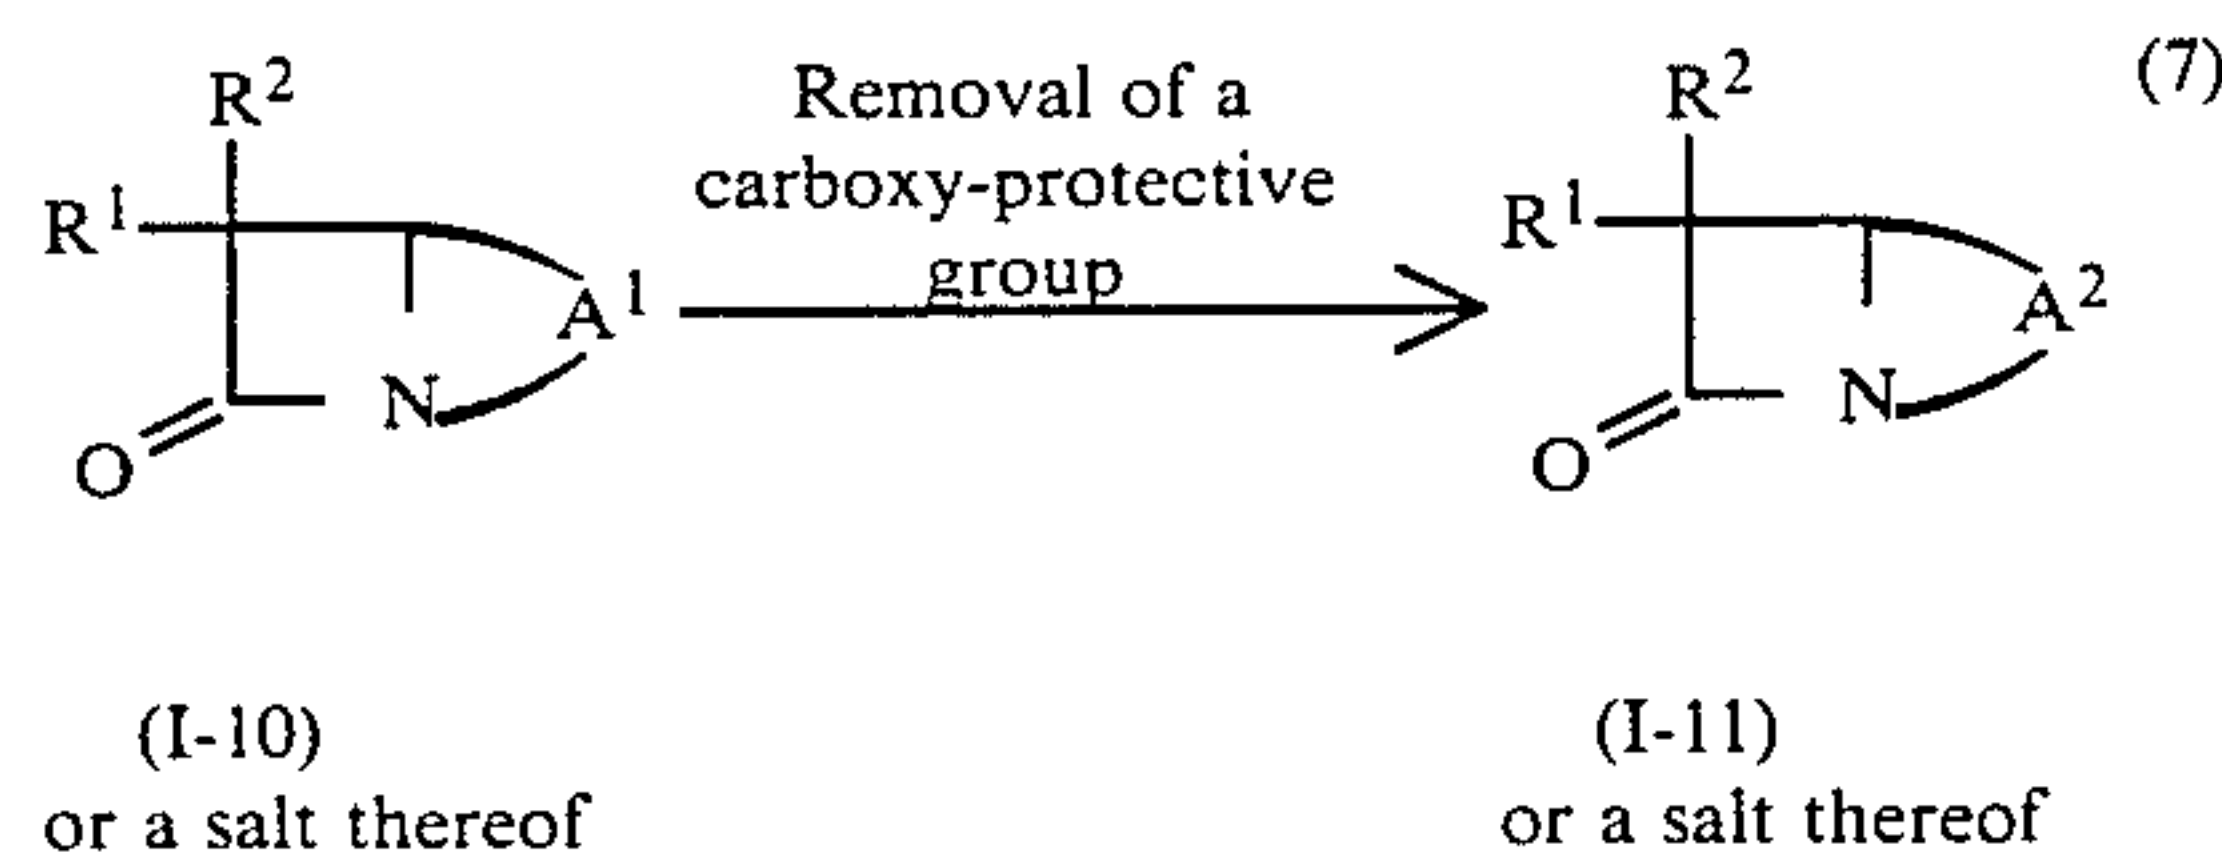 R² Removal of a R² (7)
R¹ carboxy-protective R¹
group
A¹ A²
N N
O O
(I-10) (I-11)
or a salt thereof or a salt thereof